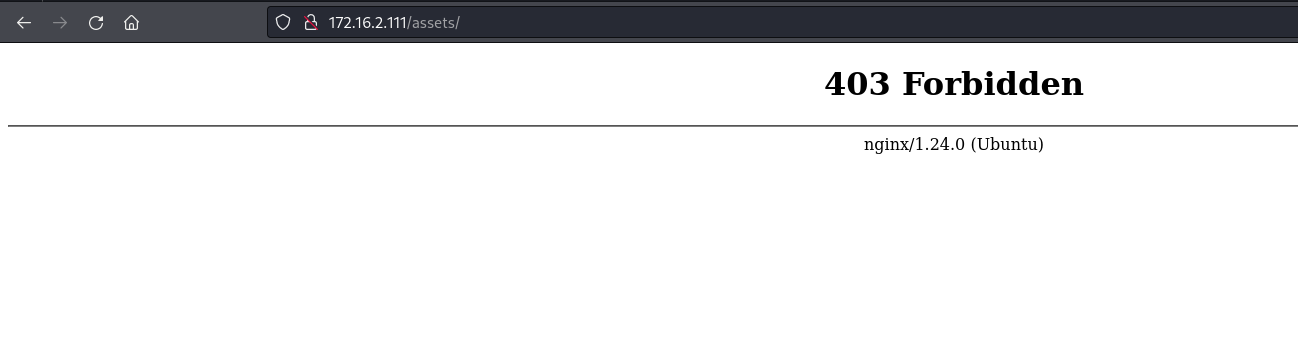 172.16.2.111/assets/
403 Forbidden
nginx/1.24.0 (Ubuntu)